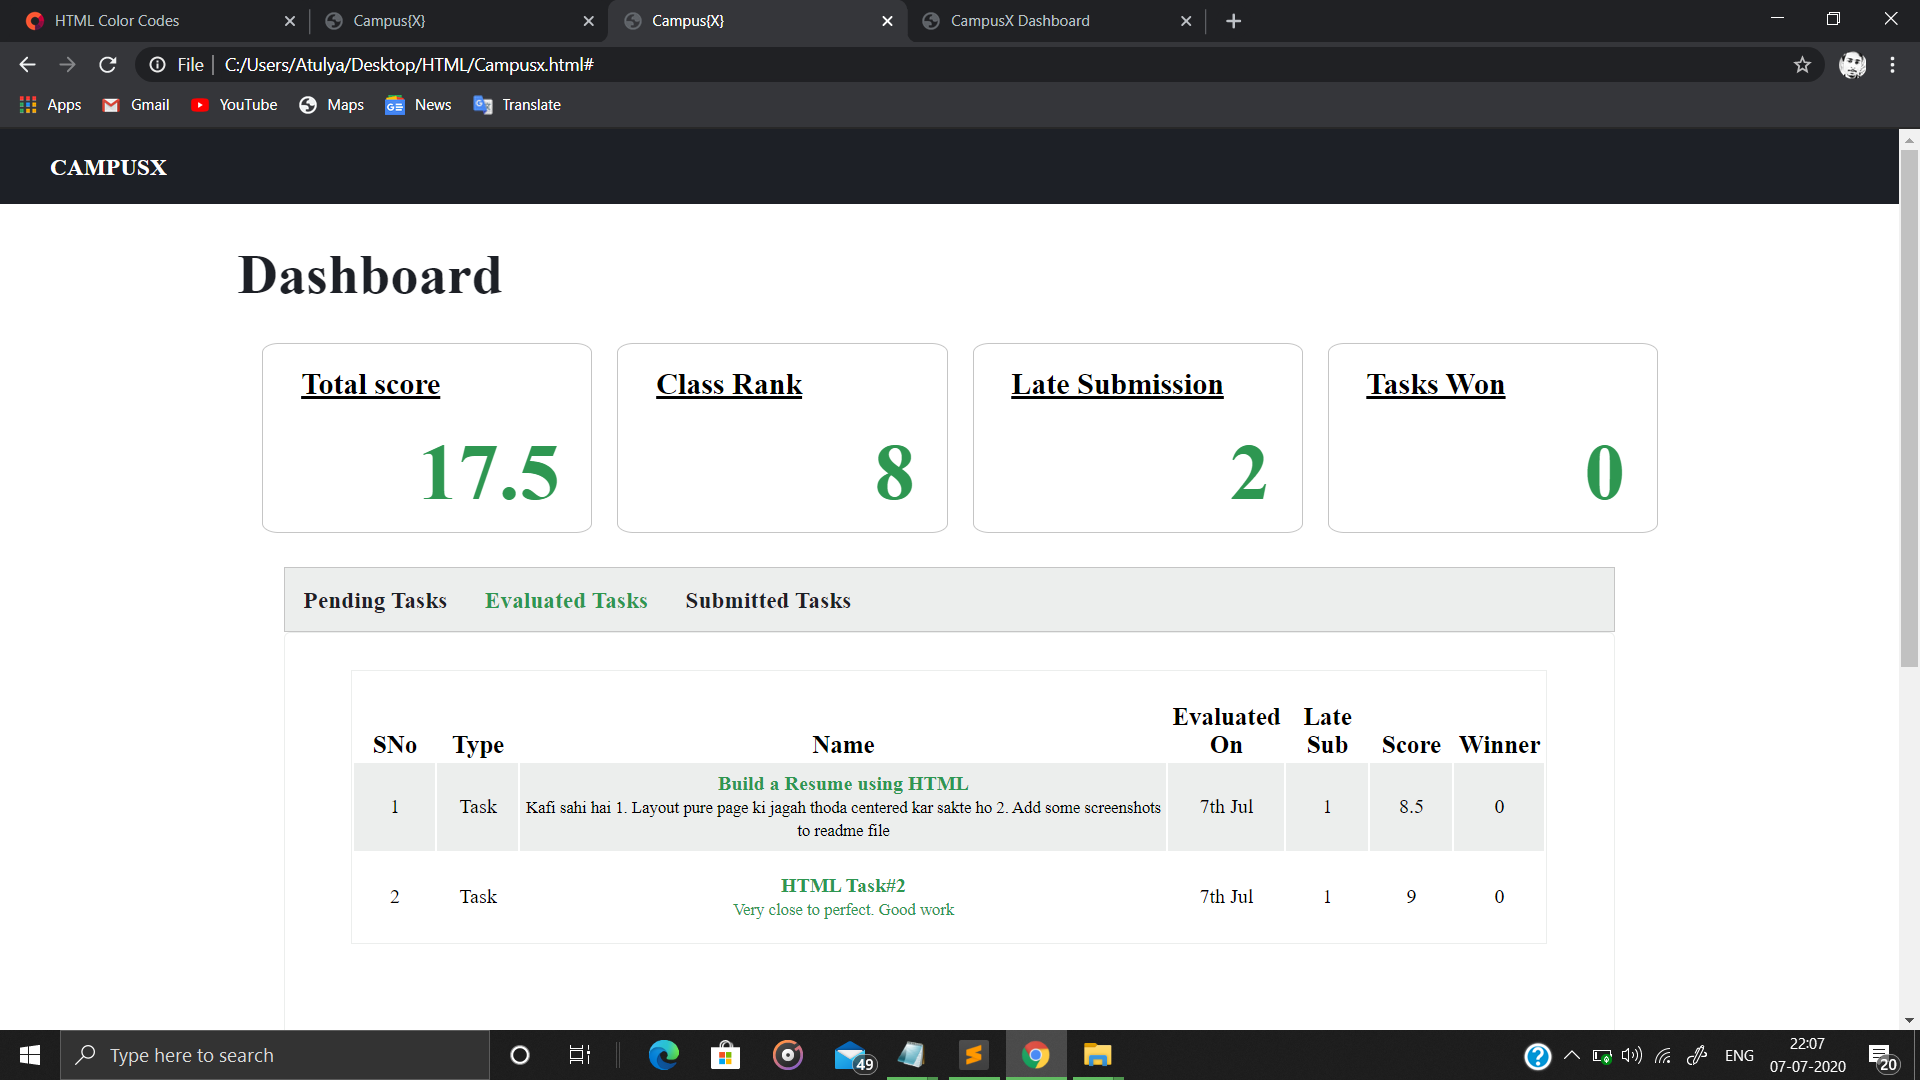 HTML Color Codes
Campus{X}
Campus{X}
CampusX Dashboard
File
C:/Users/Atulya/Desktop/HTML/Campusx.html#
Apps
Gmail
YouTube
Maps
News
Translate
CAMPUSX
Dashboard
Total score
17.5
Class Rank
8
Late Submission
2
Tasks Won
0
Pending Tasks
Evaluated Tasks
Submitted Tasks
SNo
Type
Name
Evaluated
On
Late
Sub
Score
Winner
1
Task
Build a Resume using HTML
Kafi sahi hai 1. Layout pure page ki jagah thoda centered kar sakte ho 2. Add some screenshots
to readme file
7th Jul
1
8.5
0
2
Task
HTML Task#2
Very close to perfect. Good work
7th Jul
1
9
0
Type here to search
49
ENG
22:07
07-07-2020
20